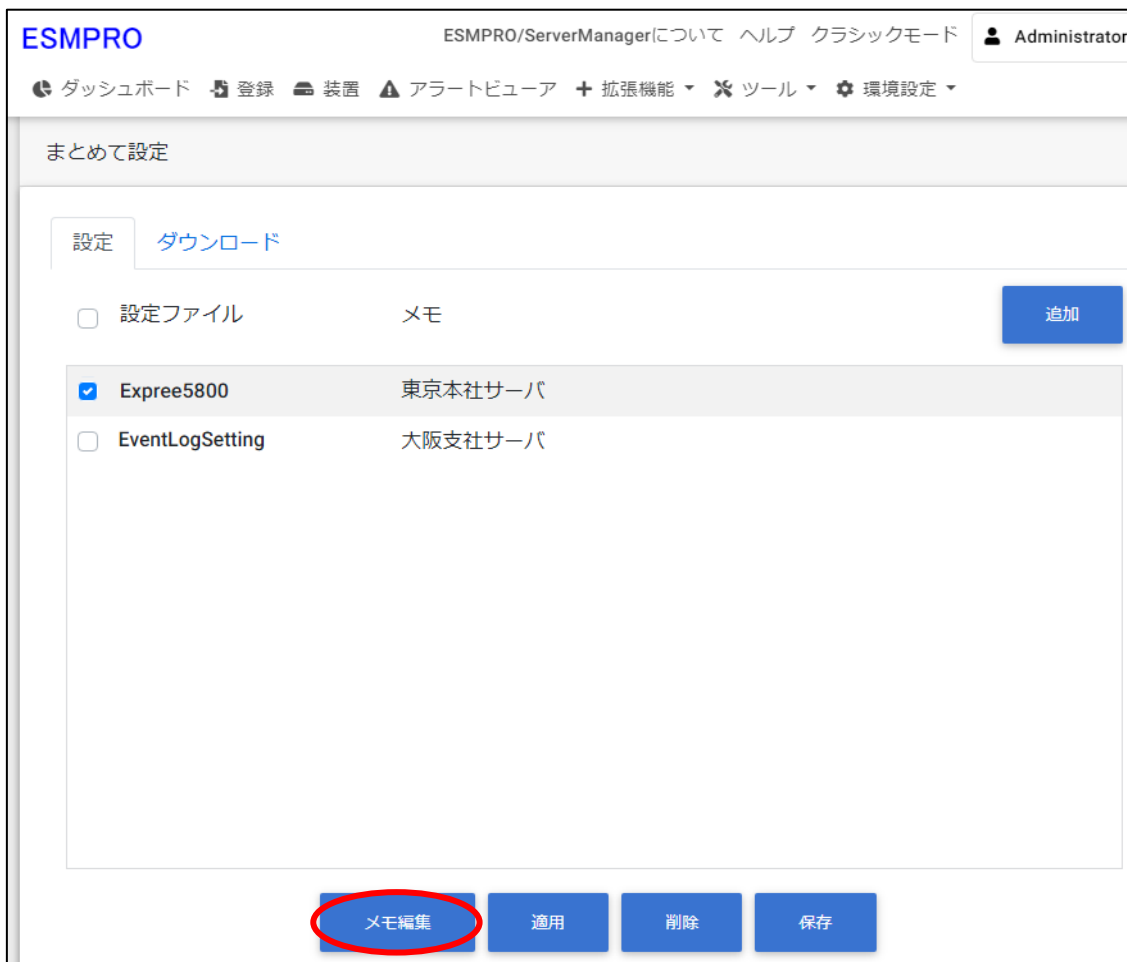 ESMPRO ESMPRO/ServerManagerについて ヘルプ クラシックモード Administrator
ダッシュボード 登録 装置 アラートビューア 拡張機能 ツール 環境設定
まとめて設定
設定 ダウンロード
設定ファイル メモ 追加
Expree5800 東京本社サーバ
EventLogSetting 大阪支社サーバ
メモ編集 適用 削除 保存